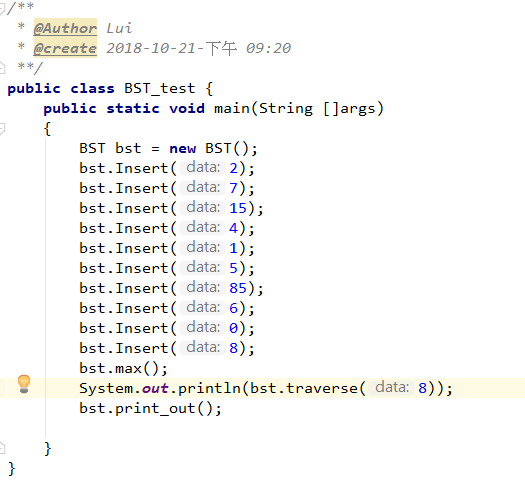 /**
 * @Author Lui
 * @create 2018-10-21-下午 09:20
 **/
public class BST_test {
    public static void main(String []args)
    {
        BST bst = new BST();
        bst.Insert( data: 2);
        bst.Insert( data: 7);
        bst.Insert( data: 15);
        bst.Insert( data: 4);
        bst.Insert( data: 1);
        bst.Insert( data: 5);
        bst.Insert( data: 85);
        bst.Insert( data: 6);
        bst.Insert( data: 0);
        bst.Insert( data: 8);
        bst.max();
        System.out.println(bst.traverse( data: 8));
        bst.print_out();
    }
}